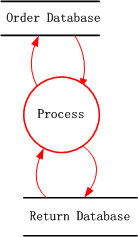 Order Database
Process
Return Database